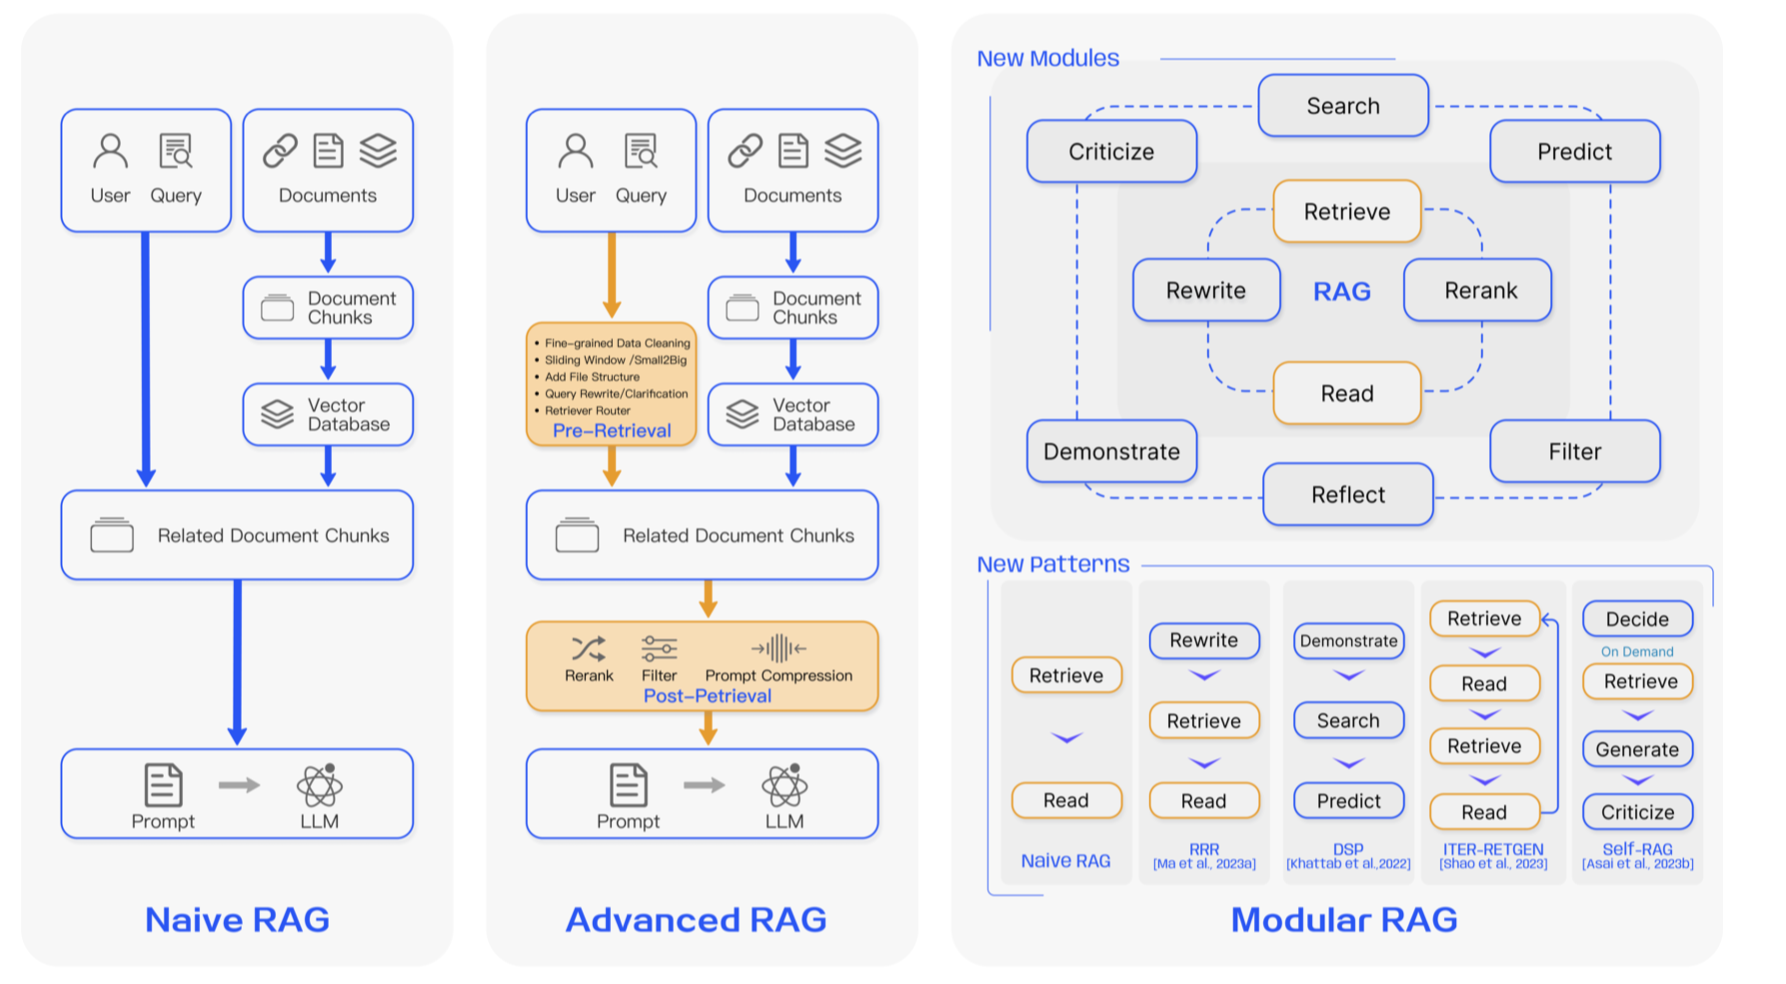 User Query
Documents
Document
Chunks
Vector
Database
Related Document Chunks
Prompt
LLM
Naive RAG
User Query
Documents
• Fine-grained Data Cleaning
• Sliding Window /Small2Big
• Add File Structure
• Query Rewrite/Clarification
• Retriever Router
Pre-Retrieval
Document
Chunks
Vector
Database
Related Document Chunks
Rerank
Filter
Prompt Compression
Post-Petrieval
Prompt
LLM
Advanced RAG
New Modules
Search
Criticize
Predict
Retrieve
Rewrite
RAG
Rerank
Read
Demonstrate
Filter
Reflect
New Patterns
Retrieve
Read
Naive RAG
Rewrite
Retrieve
Read
RRR
[Ma et al., 2023a]
Demonstrate
Search
Predict
DSP
[Khattab et al.,2022]
Retrieve
Read
Retrieve
Read
ITER-RETGEN
[Shao et al., 2023]
Decide
On Demand
Retrieve
Generate
Criticize
Self-RAG
[Asai et al., 2023b]
Modular RAG